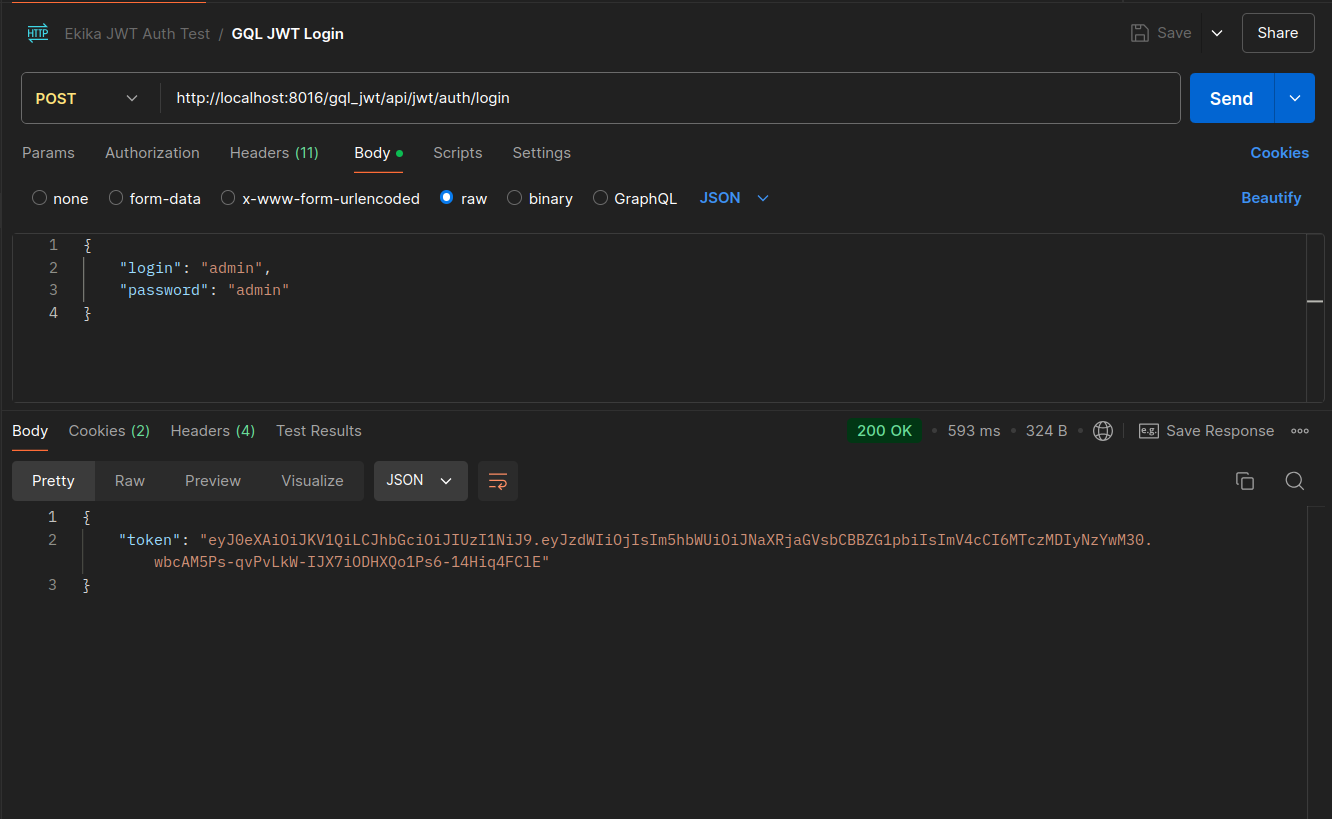 HTTP Ekika JWT Auth Test / GQL JWT Login Save Share
POST http://localhost:8016/gql_jwt/api/jwt/auth/login Send
Params Authorization Headers (11) Body Scripts Settings Cookies
none form-data x-www-form-urlencoded raw binary GraphQL JSON Beautify
1 {
2 "login": "admin",
3 "password": "admin"
4 }
Body Cookies (2) Headers (4) Test Results 200 OK • 593 ms • 324 B • e.g. Save Response
Pretty Raw Preview Visualize JSON
1 {
2 "token": "eyJ0eXAiOiJKV1QiLCJhbGciOiJIUzI1NiJ9.eyJzdWIiOjIsIm5hbWUiOiJNaXRjaGVsbCBBZG1pbiIsImV4cCI6MTczMDIyNzYwM30.
wbcAM5Ps-qvPvLkW-IJX7iODHXQo1Ps6-14Hiq4FClE"
3 }